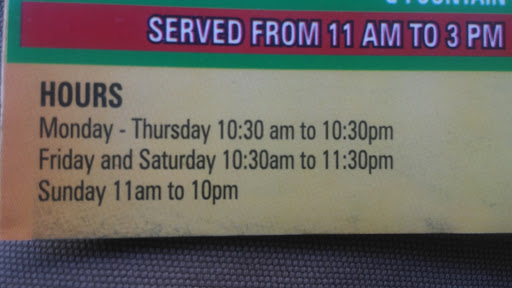 & FOUNTAIN
SERVED FROM 11 AM TO 3 PM
HOURS
Monday - Thursday 10:30 am to 10:30pm
Friday and Saturday 10:30am to 11:30pm
Sunday 11am to 10pm